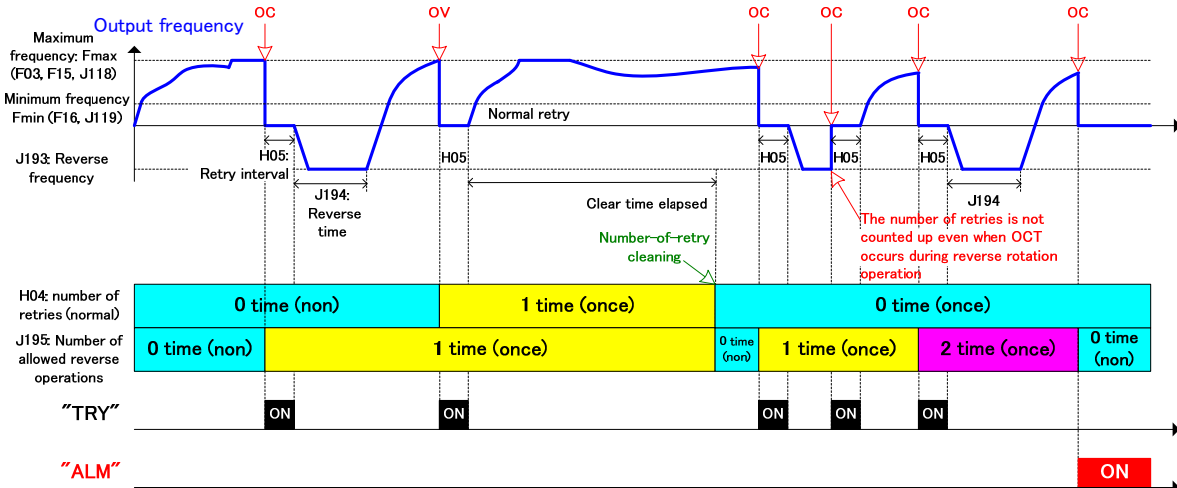 OC
OV
OC
OC
OC
OC
Output frequency
Maximum
frequency: Fmax
(F03, F15, J118)
Minimum frequency
Fmin (F16, J119)
Normal retry
J193: Reverse
frequency
H05:
Retry interval
H05
H05
H05
H05
J194:
Reverse
time
J194
Clear time elapsed
The number of retries is not
counted up even when OCT
occurs during reverse rotation
operation
Number-of-retry
cleaning
H04: number of
retries (normal)
0 time (non)
1 time (once)
0 time (once)
J195: Number of
allowed reverse
operations
0 time (non)
1 time (once)
0 time
(non)
1 time (once)
2 time (once)
0 time
(non)
"TRY"
ON
ON
ON
ON
ON
"ALM"
ON